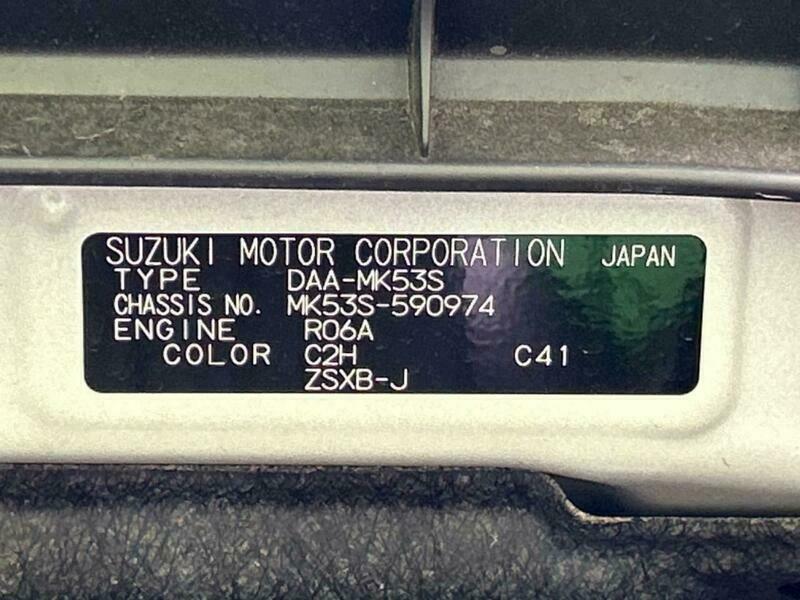 SUZUKI MOTOR CORPORATION JAPAN
TYPE DAA-MK53S
CHASSIS NO. MK53S-590974
ENGINE R06A
COLOR C2H C41
ZSXB-J